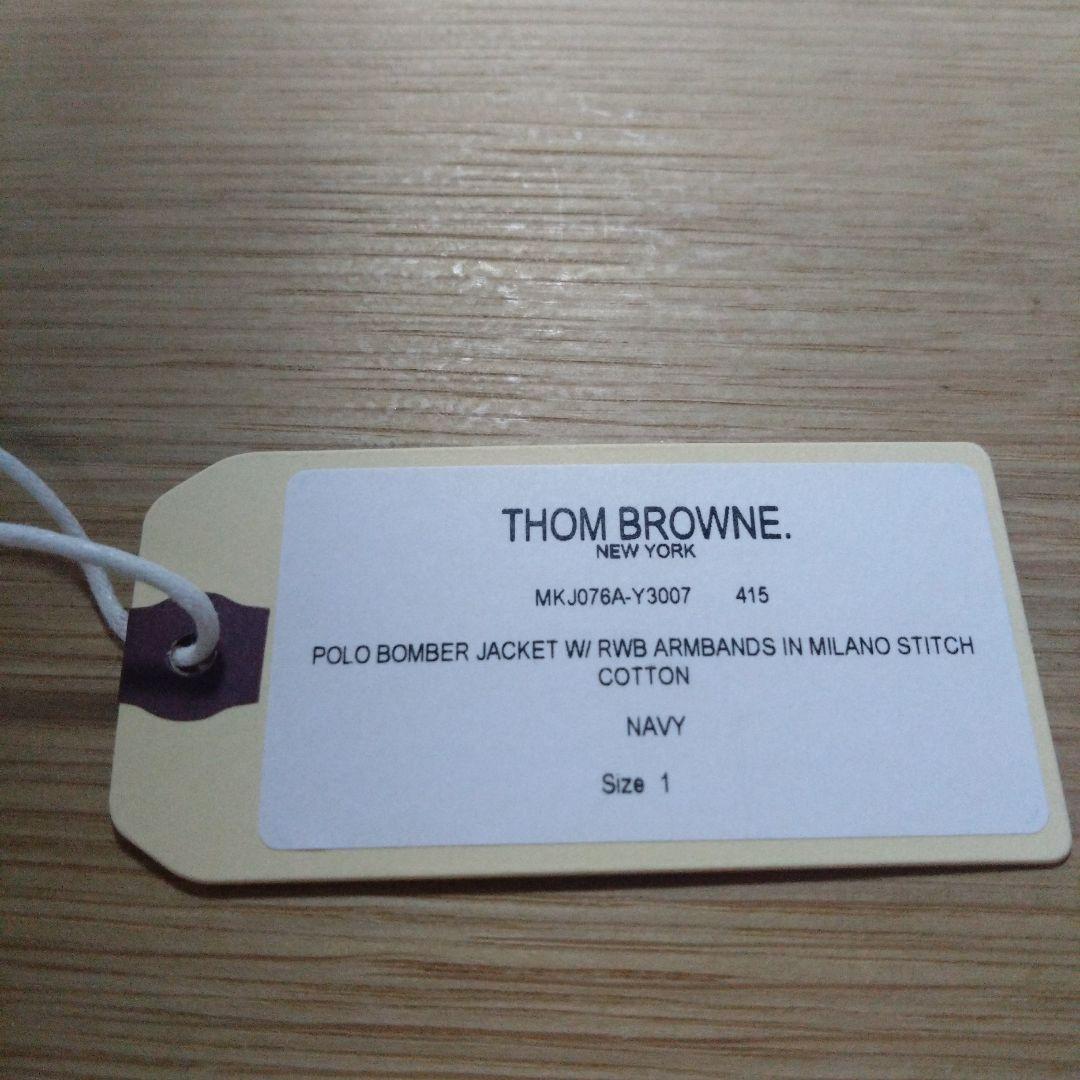 THOM BROWNE.
NEW YORK
MKJ076A-Y3007 415
POLO BOMBER JACKET W/ RWB ARMBANDS IN MILANO STITCH
COTTON
NAVY
Size 1